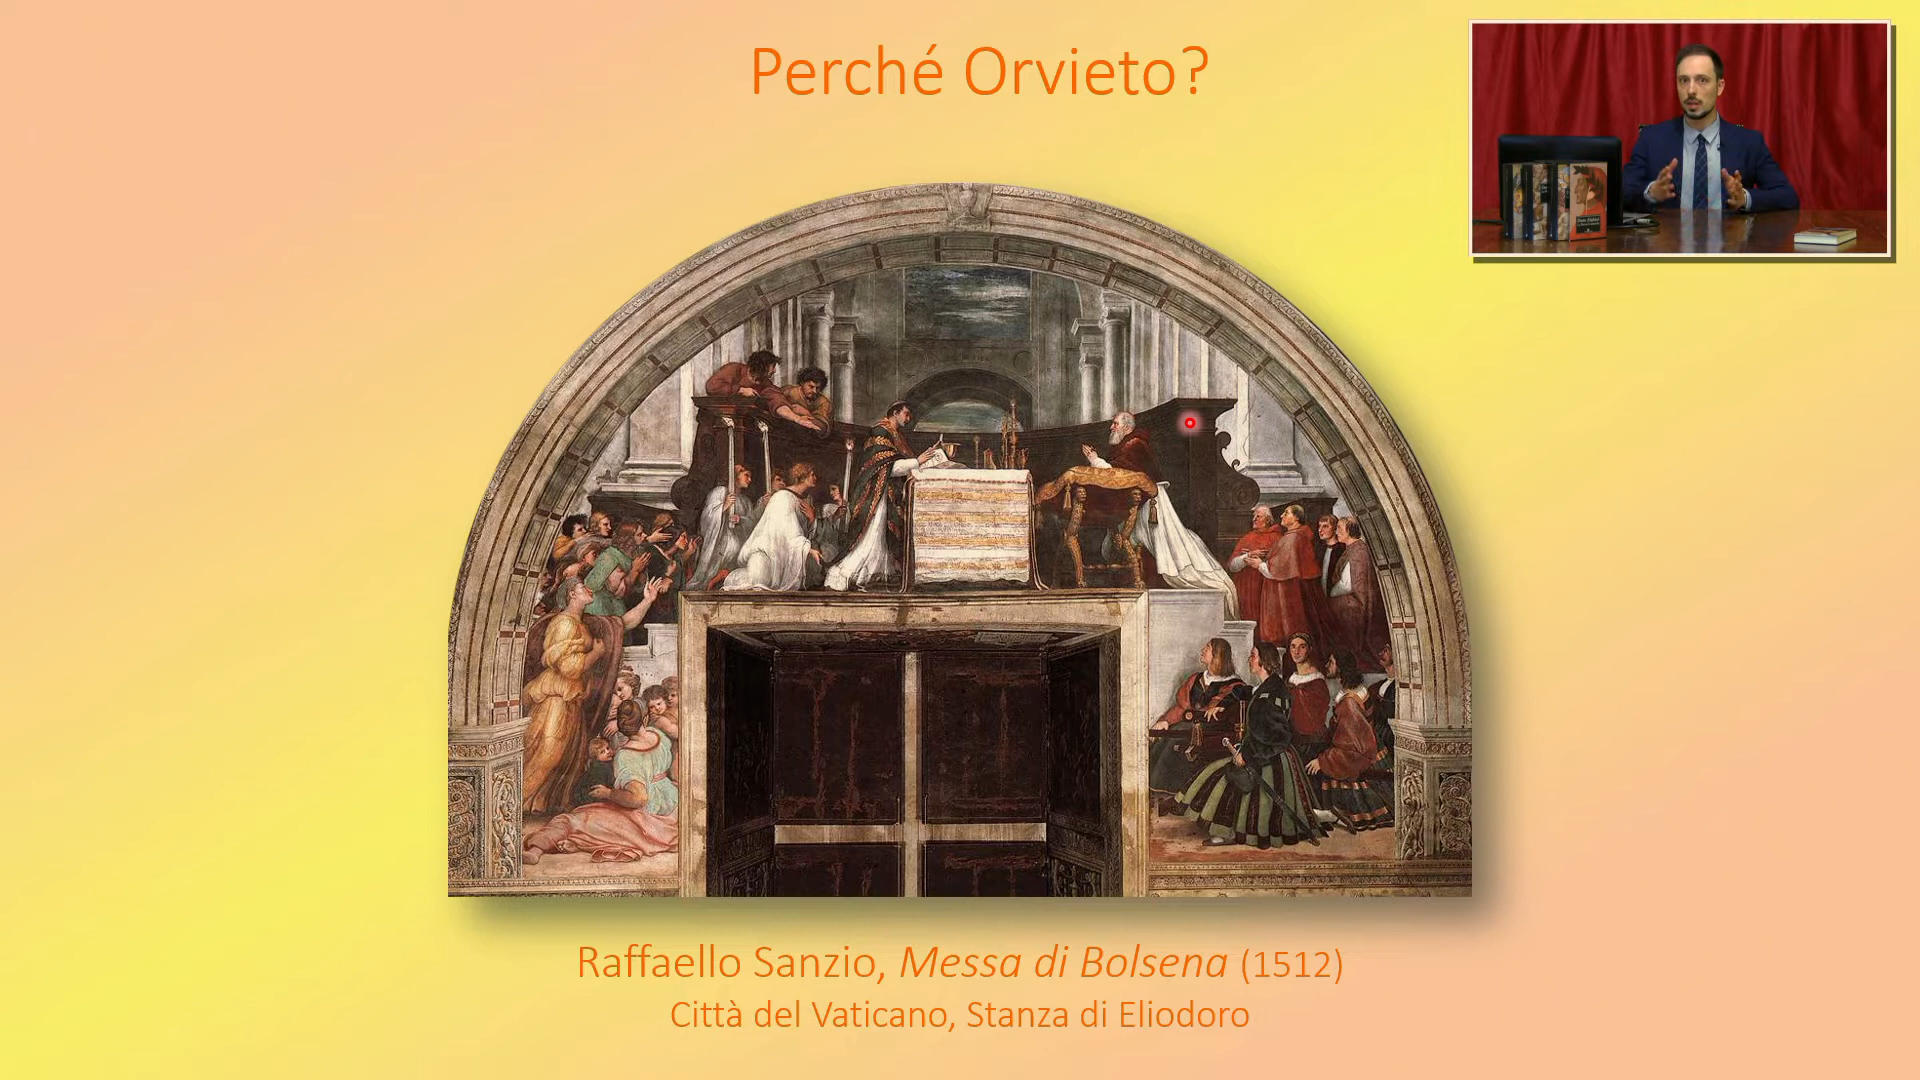 Perché Orvieto?
Raffaello Sanzio, Messa di Bolsena (1512)
Città del Vaticano, Stanza di Eliodoro